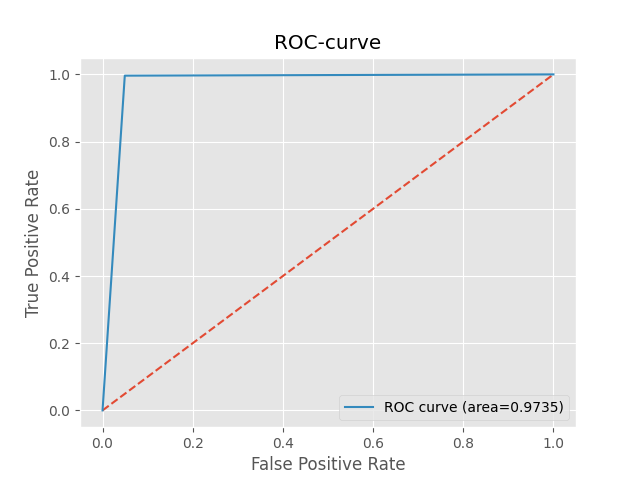 ROC-curve
True Positive Rate
1.0
0.8
0.6
0.4
0.2
0.0
ROC curve (area=0.9735)
0.0 0.2 0.4 0.6 0.8 1.0
False Positive Rate